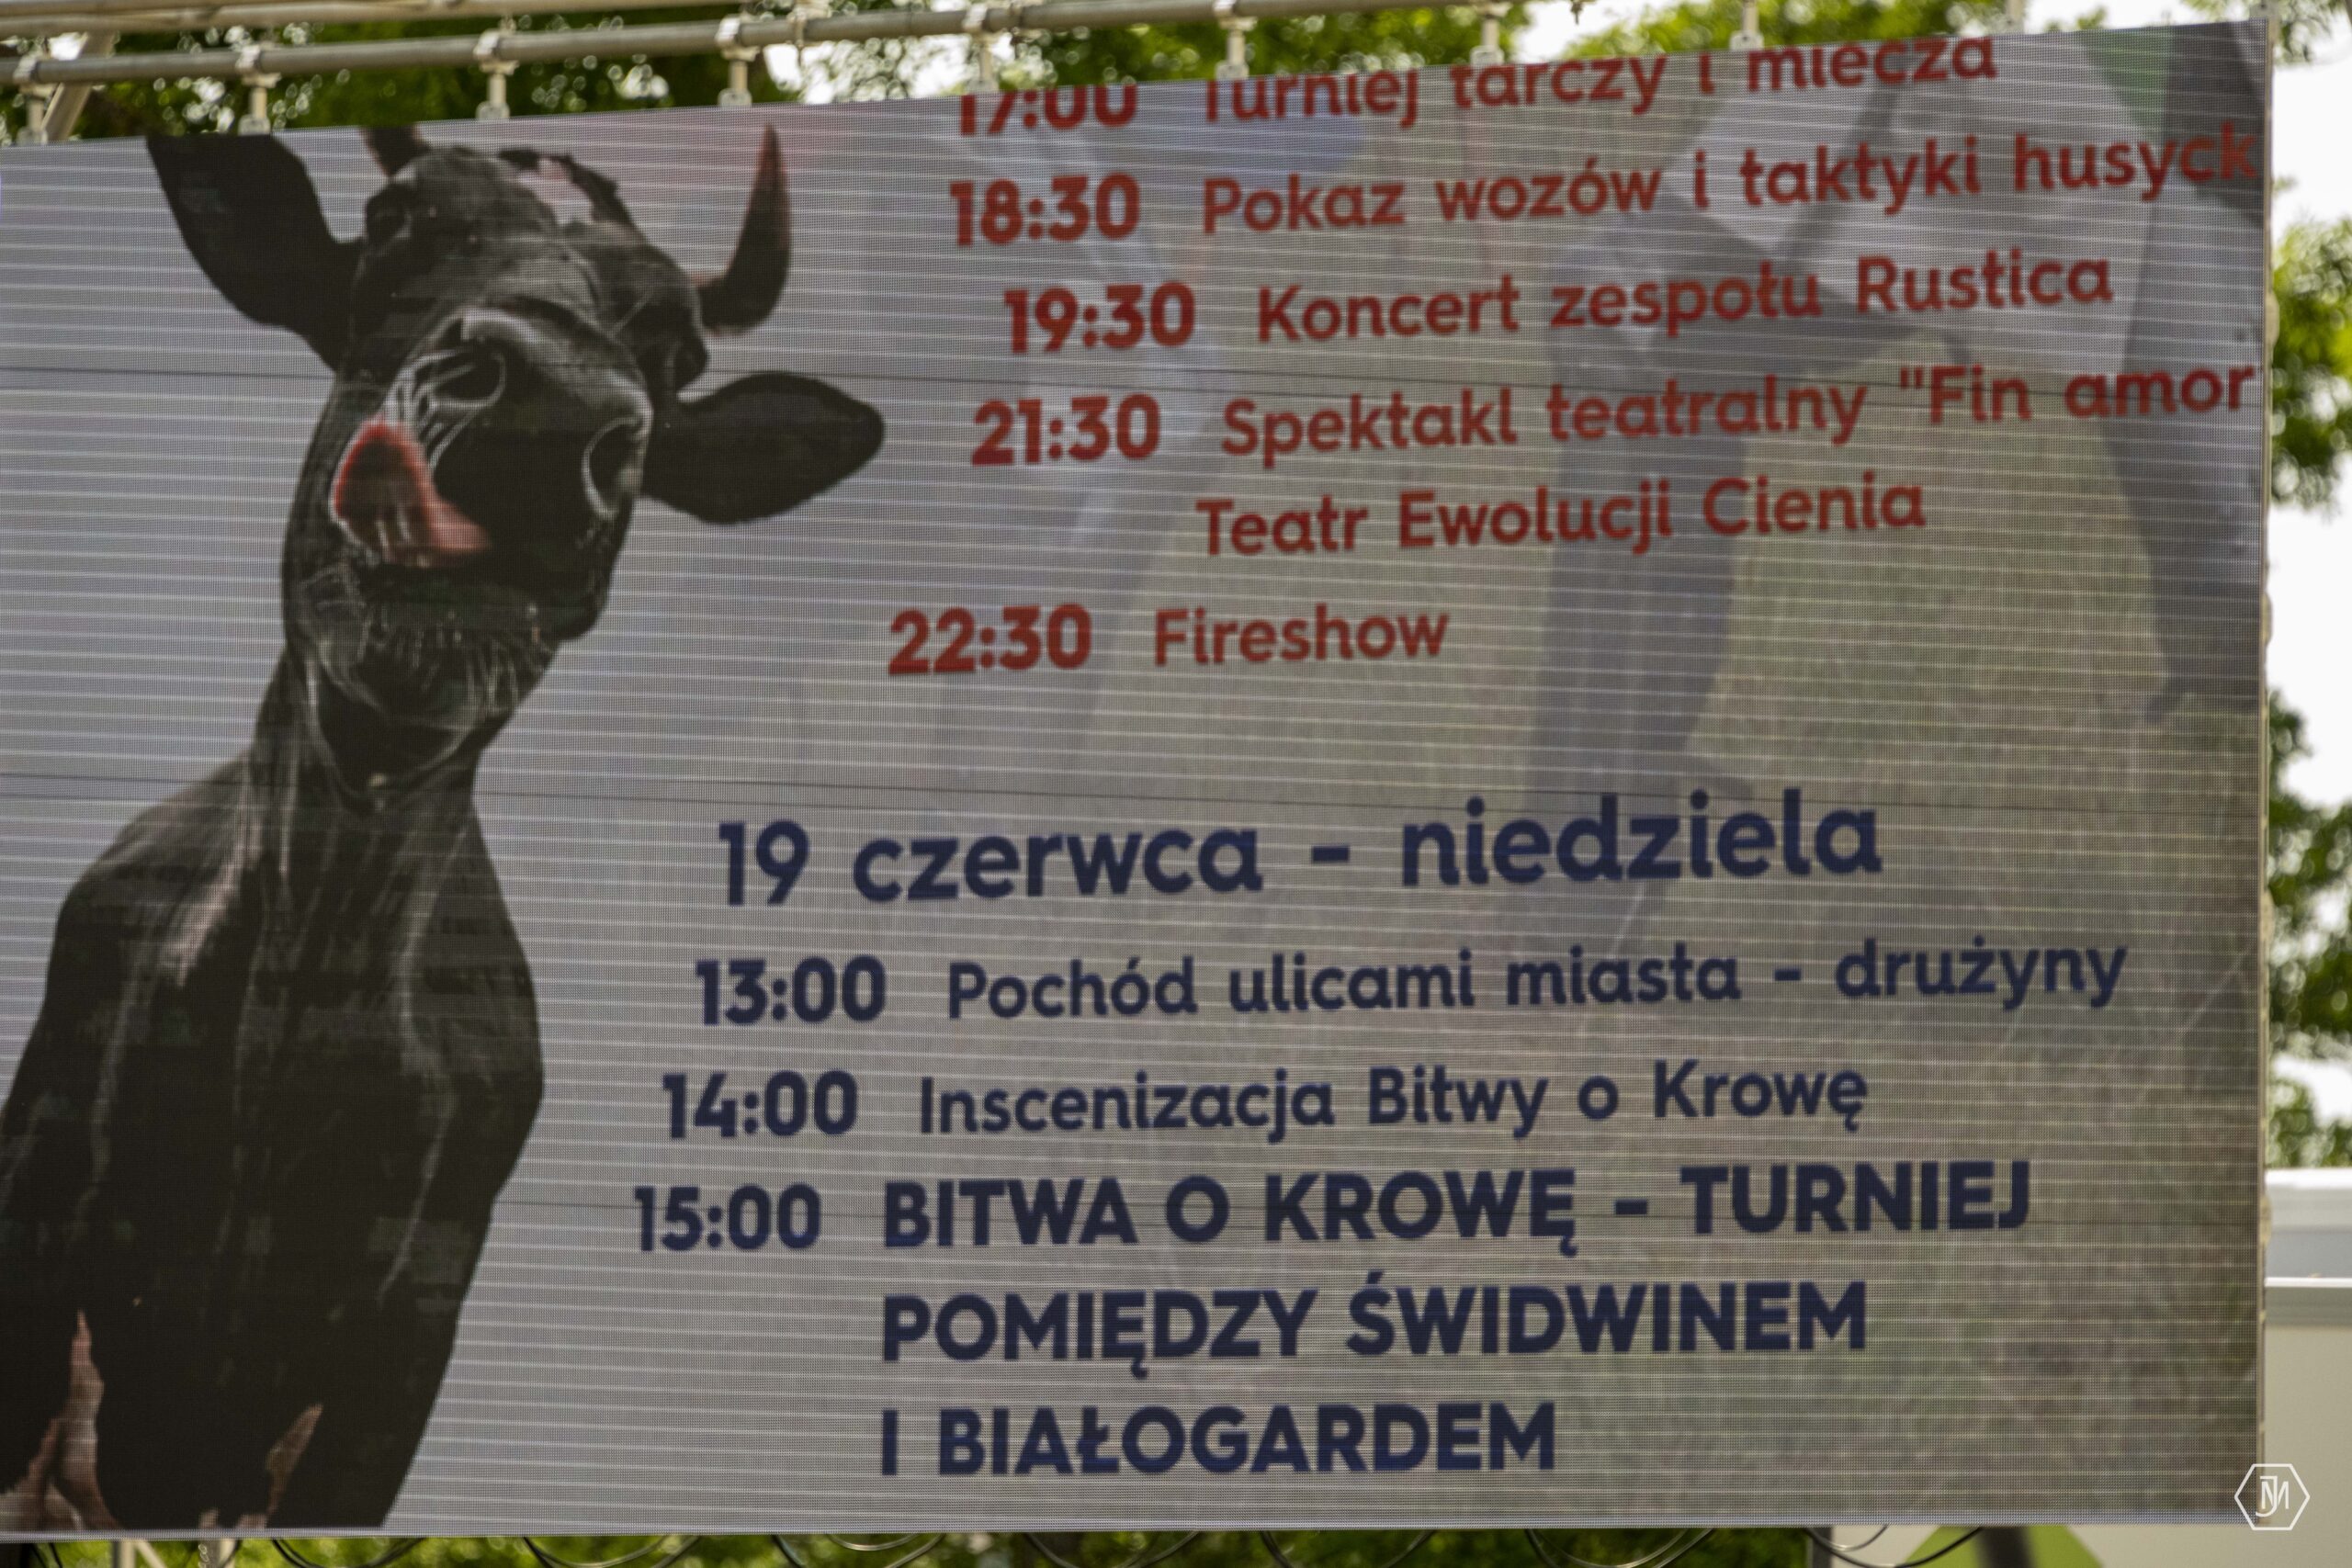 17:00 Turniej tarczy i miecza
18:30 Pokaz wozów i taktyki husyck
19:30 Koncert zespołu Rustica
21:30 Spektakl teatralny "Fin amor
Teatr Ewolucji Cienia
22:30 Fireshow
19 czerwca - niedziela
13:00 Pochód ulicami miasta - drużyny
14:00 Inscenizacja Bitwy o Krowę
15:00 BITWA O KROWĘ - TURNIEJ
POMIĘDZY ŚWIDWINEM
I BIAŁOGARDEM